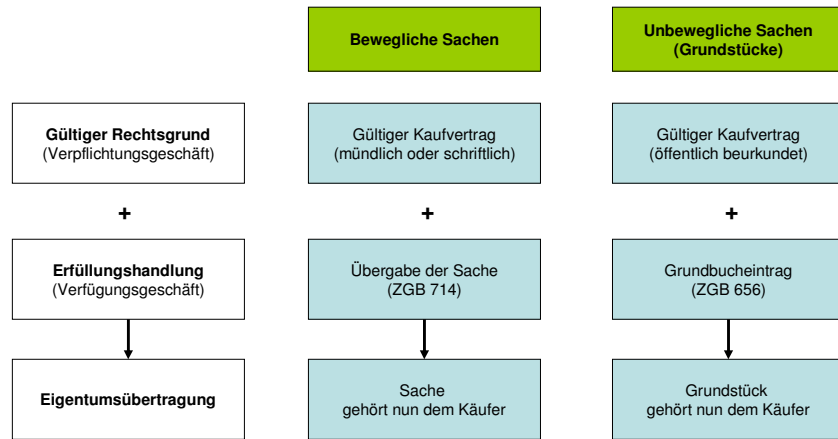 Bewegliche Sachen
Unbewegliche Sachen
(Grundstücke)
Gültiger Rechtsgrund
(Verpflichtungsgeschäft)
Gültiger Kaufvertrag
(mündlich oder schriftlich)
Gültiger Kaufvertrag
(öffentlich beurkundet)
+
+
+
Erfüllungshandlung
(Verfügungsgeschäft)
Übergabe der Sache
(ZGB 714)
Grundbucheintrag
(ZGB 656)
Eigentumsübertragung
Sache
gehört nun dem Käufer
Grundstück
gehört nun dem Käufer